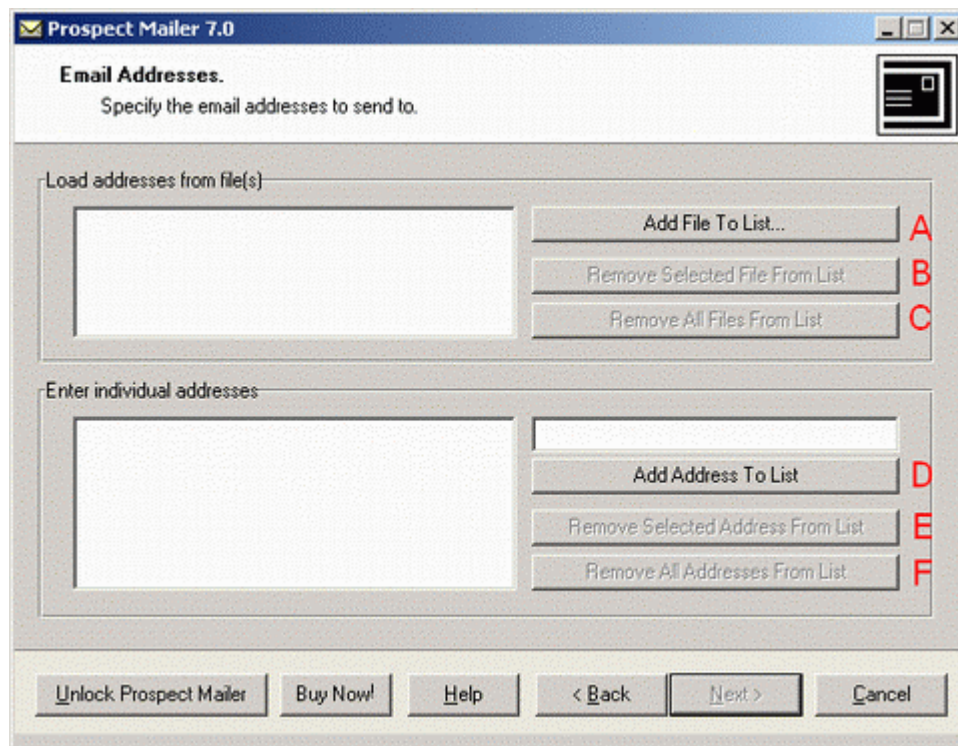 Prospect Mailer 7.0
Email Addresses.
Specify the email addresses to send to.
Load addresses from file(s)
Add File To List... A
Remove Selected File From List B
Remove All Files From List C
Enter individual addresses
Add Address To List D
Remove Selected Address From List E
Remove All Addresses From List F
Unlock Prospect Mailer Buy Now! Help < Back Next > Cancel